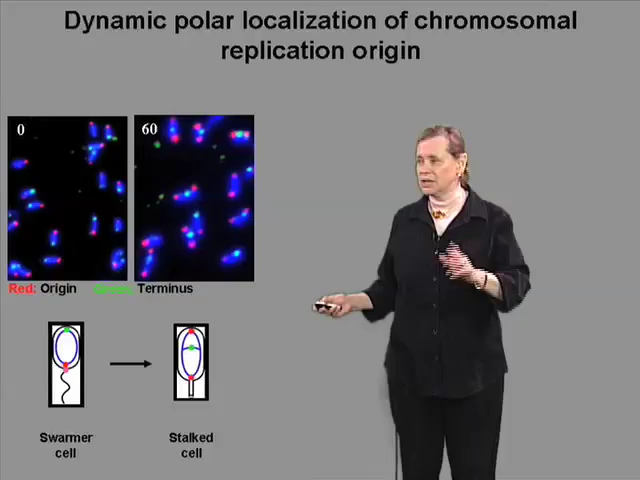 Dynamic polar localization of chromosomal
replication origin
0
60
Red: Origin Green: Terminus
Swarmer
cell
Stalked
cell